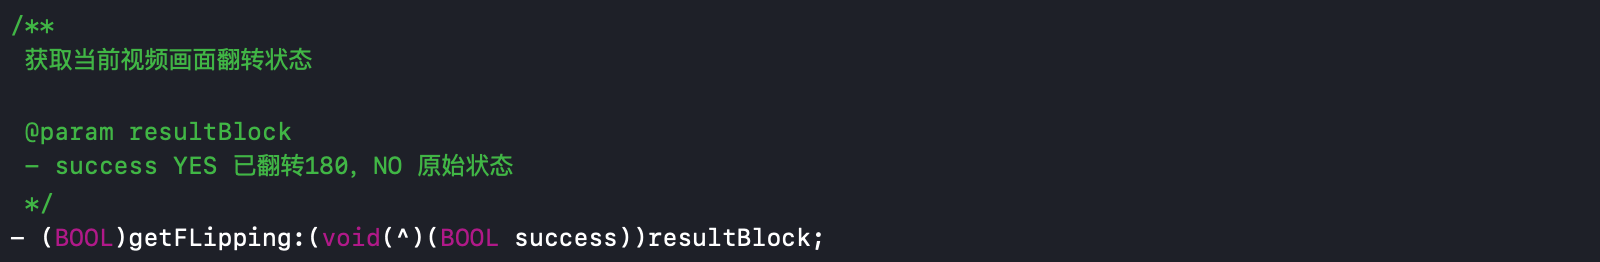 /**
获取当前视频画面翻转状态
@param resultBlock
- success YES 已翻转180, NO 原始状态
*/
- (BOOL)getFLipping:(void(^)(BOOL success))resultBlock;